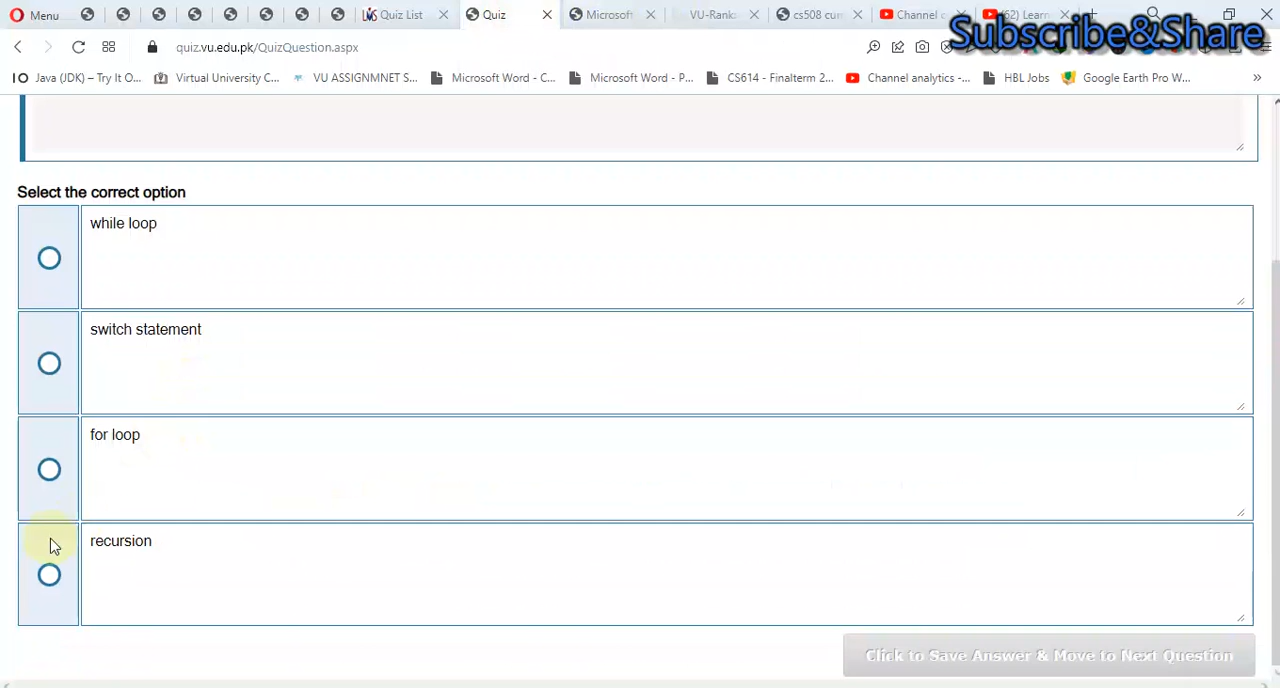 Menu
Quiz List
Quiz
Microsoft
VU-Ranks
cs508 cur
Channel c
(62) Learn
Subscribe&Share
quiz.vu.edu.pk/QuizQuestion.aspx
Java (JDK) – Try It O...
Virtual University C...
VU ASSIGNMNET S...
Microsoft Word - C...
Microsoft Word - P...
CS614 - Finalterm 2...
Channel analytics -...
HBL Jobs
Google Earth Pro W...
»
Select the correct option
while loop
switch statement
for loop
recursion
Click to Save Answer & Move to Next Question